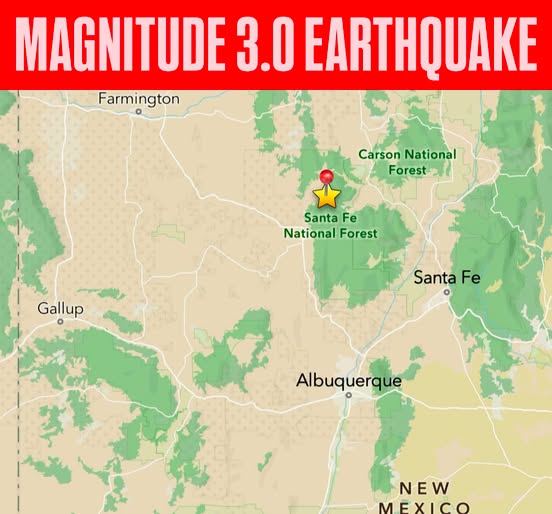 MAGNITUDE 3.0 EARTHQUAKE
Farmington
Carson National
Forest
Santa Fe
National Forest
Santa Fe
Gallup
Albuquerque
NEW
MEXICO